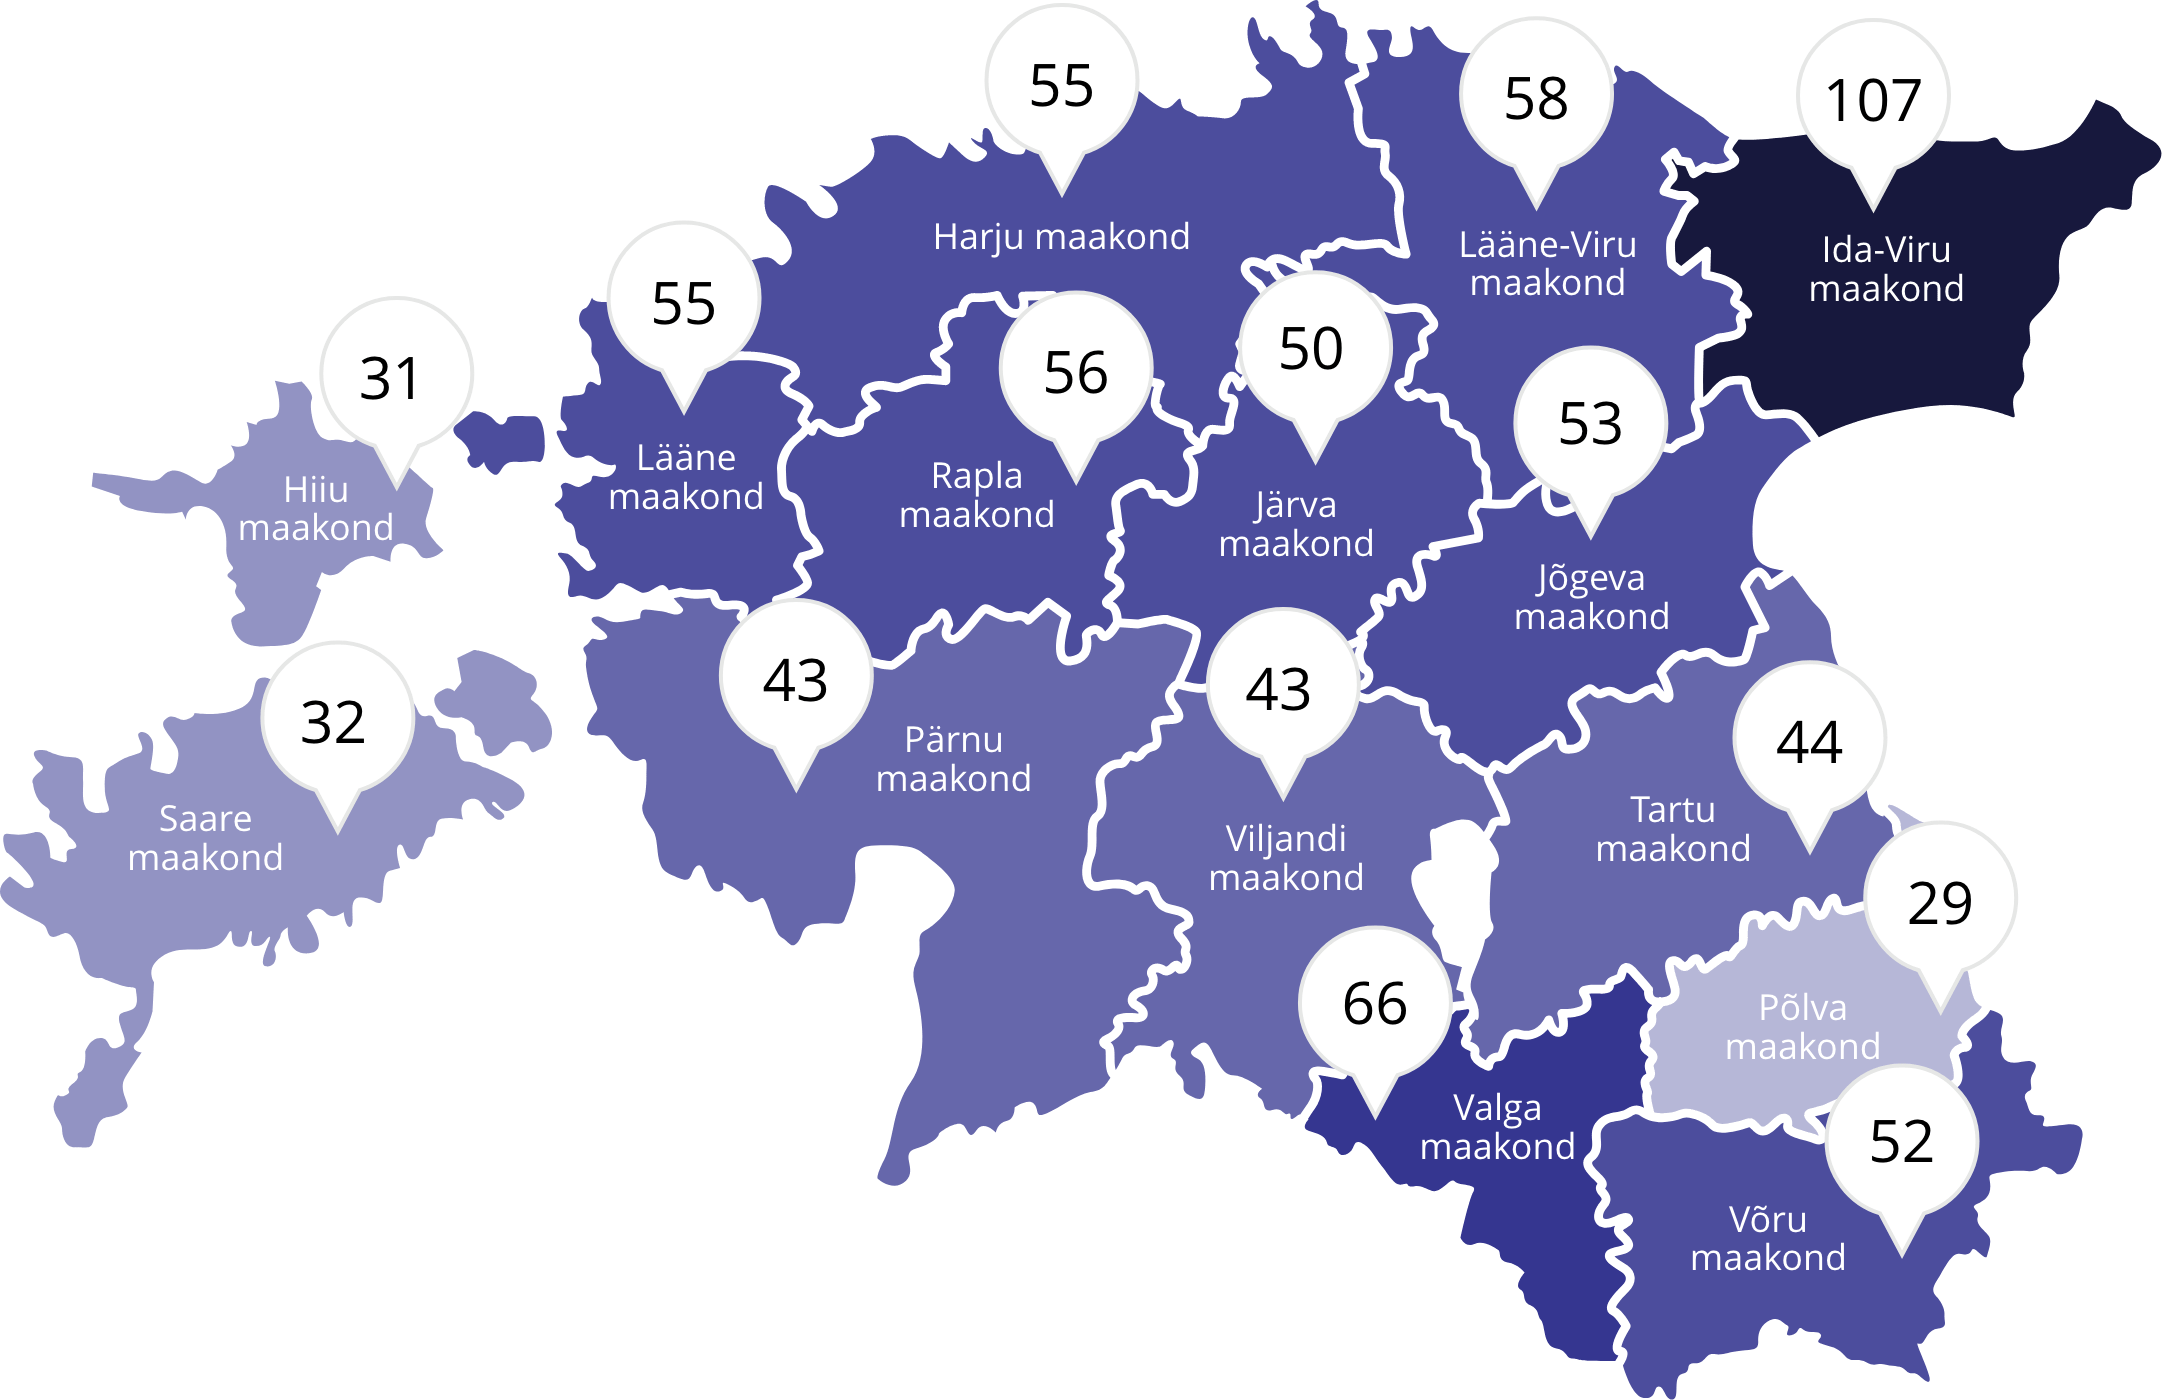 55
58
107
Harju maakond
Lääne-Viru
maakond
Ida-Viru
maakond
55
31
56
50
53
Lääne
maakond
Rapla
maakond
Hiiu
maakond
Järva
maakond
Jõgeva
maakond
43
43
32
44
Pärnu
maakond
Saare
maakond
Viljandi
maakond
Tartu
maakond
29
66
Põlva
maakond
Valga
maakond
52
Võru
maakond